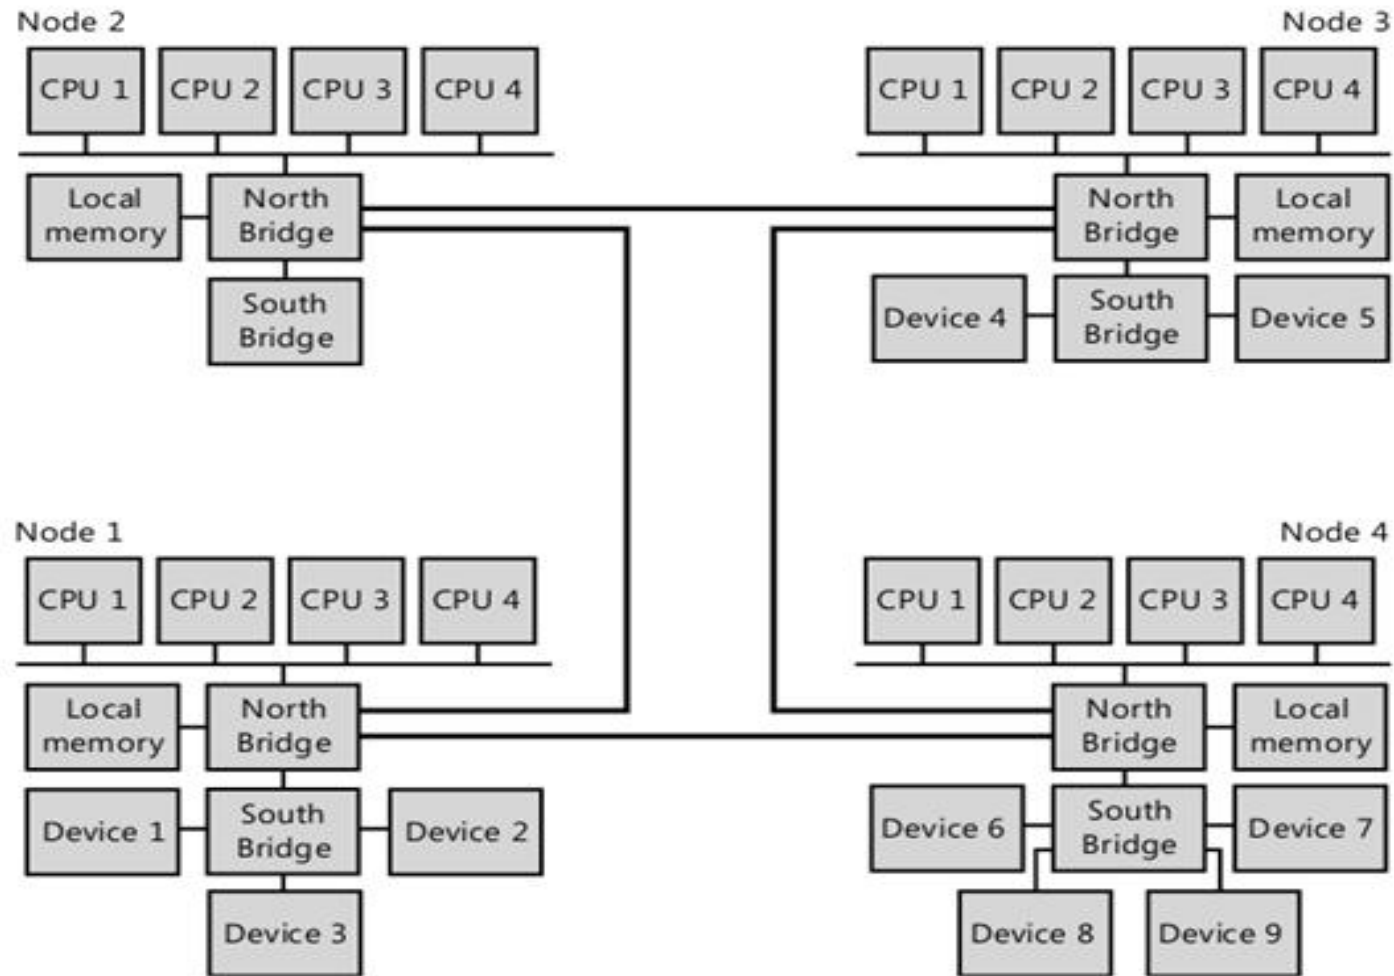 Node 2
CPU 1
CPU 2
CPU 3
CPU 4
Local
memory
North
Bridge
South
Bridge
Node 3
CPU 1
CPU 2
CPU 3
CPU 4
North
Bridge
Local
memory
Device 4
South
Bridge
Device 5
Node 1
CPU 1
CPU 2
CPU 3
CPU 4
Local
memory
North
Bridge
Device 1
South
Bridge
Device 2
Device 3
Node 4
CPU 1
CPU 2
CPU 3
CPU 4
North
Bridge
Local
memory
Device 6
South
Bridge
Device 7
Device 8
Device 9